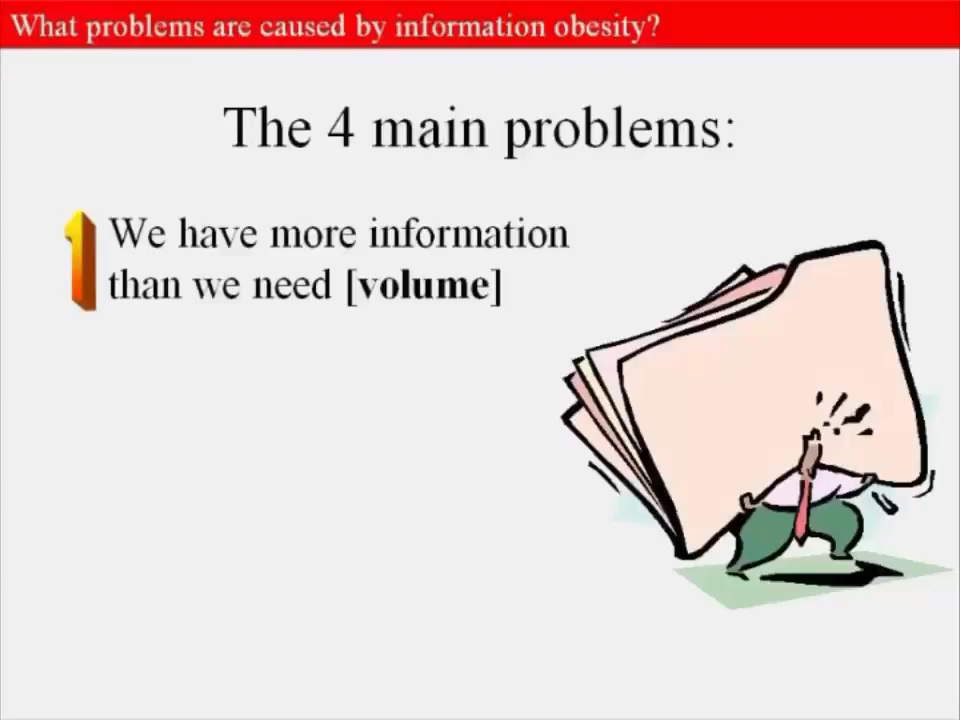 What problems are caused by information obesity?
The 4 main problems:
1 We have more information
than we need [volume]